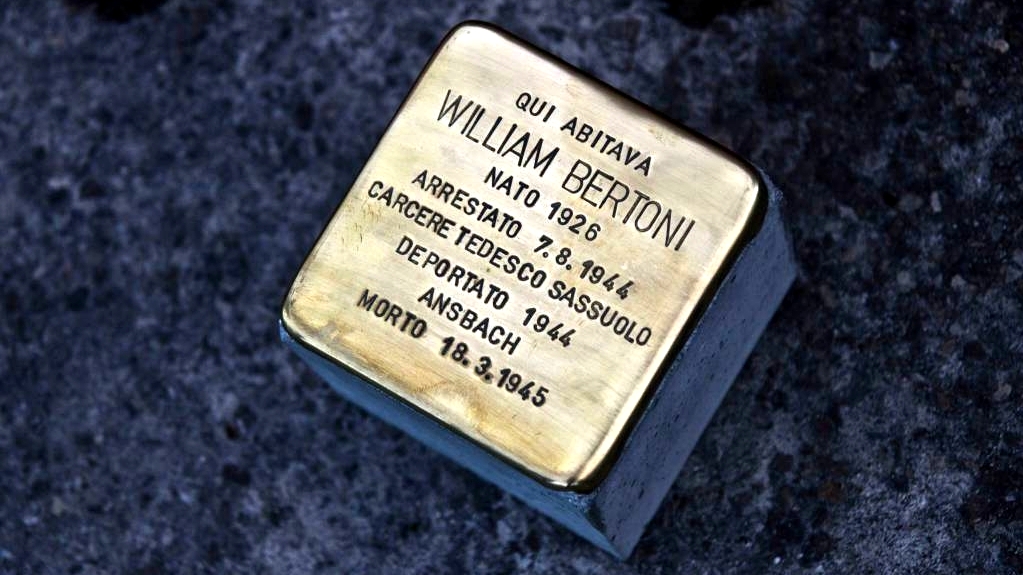 QUI ABITAVA
WILLIAM BERTONI
NATO 1926
ARRESTATO 7.8.1944
CARCERE TEDESCO SASSUOLO
DEPORTATO 1944
ANSBACH
MORTO 18.3.1945